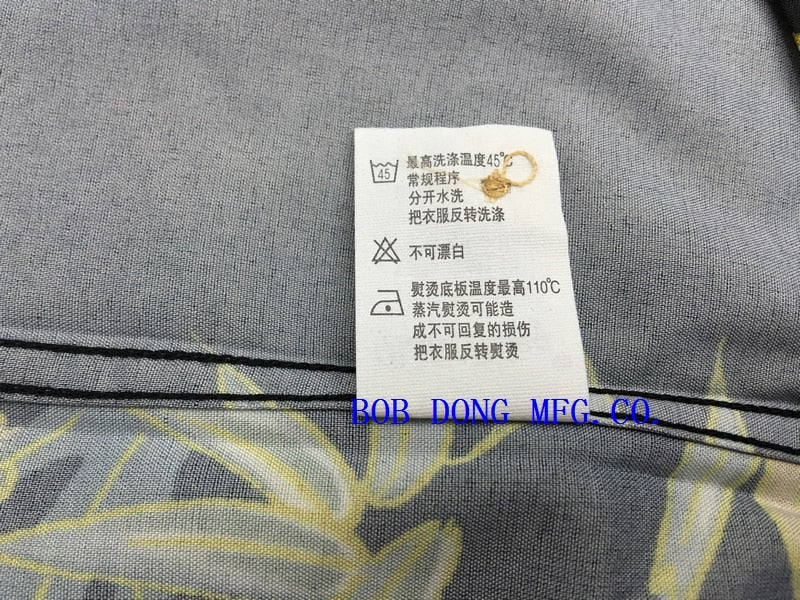 45
最高洗涤温度45℃
常规程序
分开水洗
把衣服反转洗涤
不可漂白
熨烫底板温度最高110℃
蒸汽熨烫可能造
成不可回复的损伤
把衣服反转熨烫
BOB DONG MFG.CO.